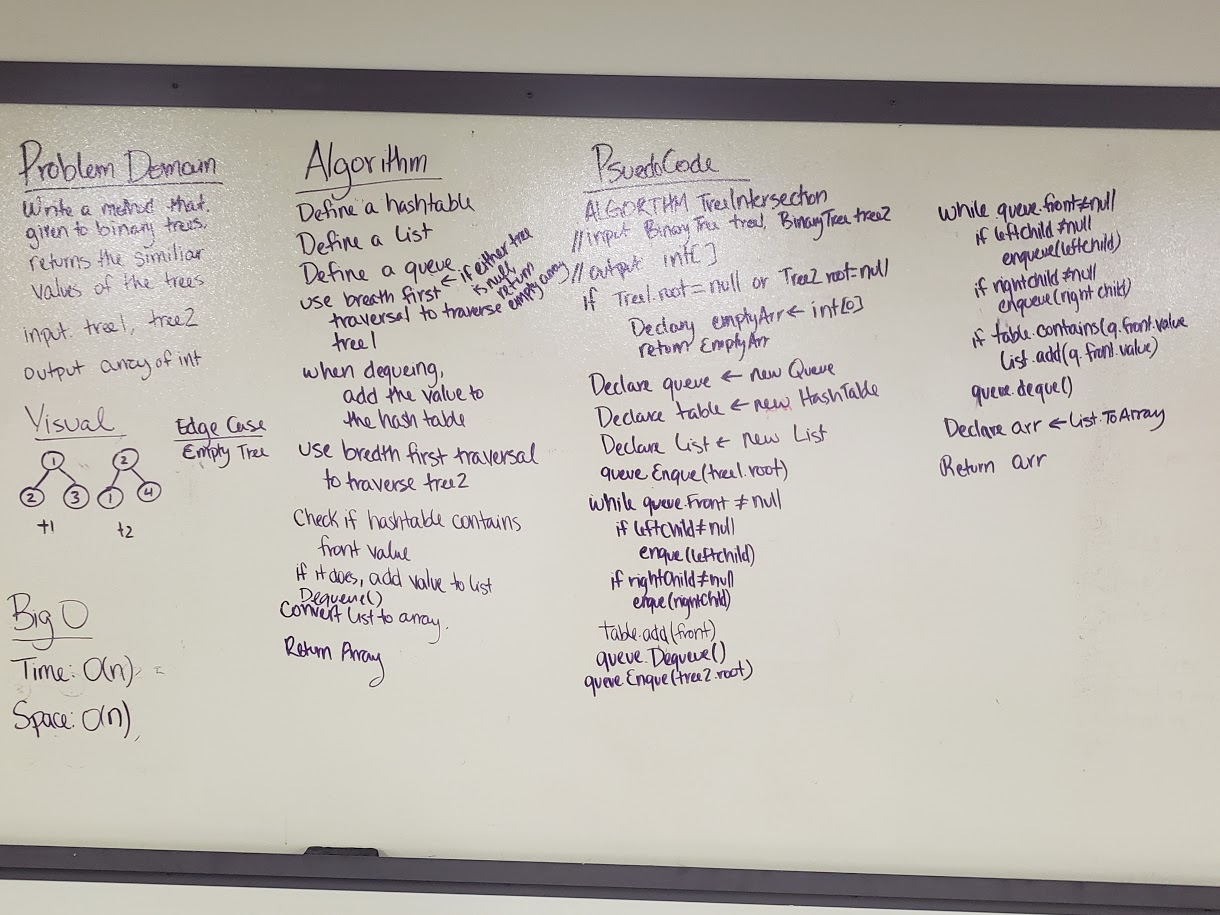 Problem Domain
Write a method that
given to binary trees,
returns the similiar
values of the trees
input: tree1, tree2
output array of int
Visual
1
2 3
t1
2
1 4
t2
Edge Case
Empty Tree
Big O
Time: O(n)
Space: O(n)
Algorithm
Define a hashtable
Define a List
Define a queue
use breath first
traversal to traverse
tree1
← if either tree
is null
return
empty array
when dequeing,
add the value to
the hash table
use bredth first traversal
to traverse tree2
Check if hashtable contains
front value
if it does, add value to list
Dequeue()
Convert List to array.
Return Array
PsuedoCode
ALGORTHM TreeIntersection
//input BinaryTree tree1, BinaryTree tree2
// output int[]
if Tree1.root = null or Tree2 root = null
Declare emptyArr ← int[0]
return EmptyArr
Declare queue ← new Queue
Declare table ← new HashTable
Declare List ← new List
queue Enque(tree1.root)
while queue.Front ≠ null
if leftChild ≠ null
enque(leftchild)
if rightChild ≠ null
enque(rightChild)
table.add(front)
queue.Dequeue()
queue.Enque(tree2.root)
while queue.front ≠ null
if leftChild ≠ null
enqueue(leftchild)
if rightchild ≠ null
enqueue(right child)
if table.contains(q.front.value
List.add(q.front.value)
queue.deque()
Declare arr ← List.ToArray
Return arr